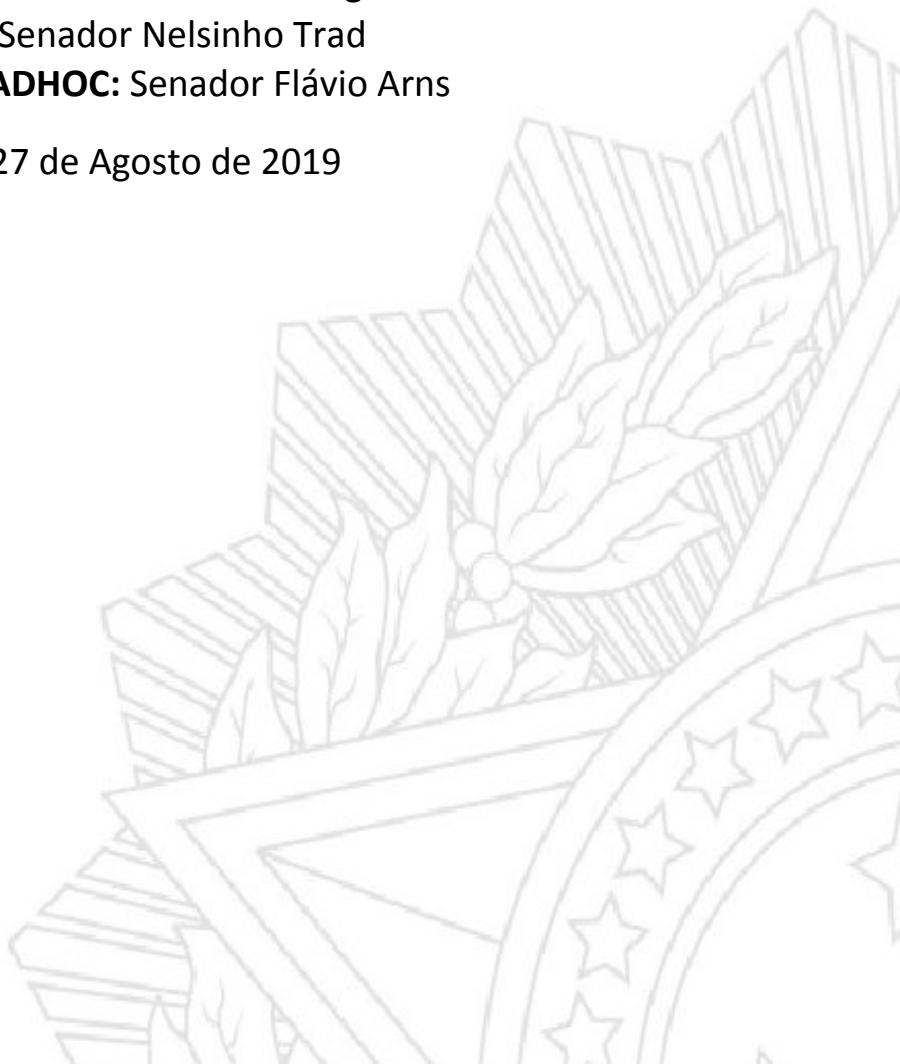 Senador Nelsinho Trad
ADHOC: Senador Flávio Arns
27 de Agosto de 2019